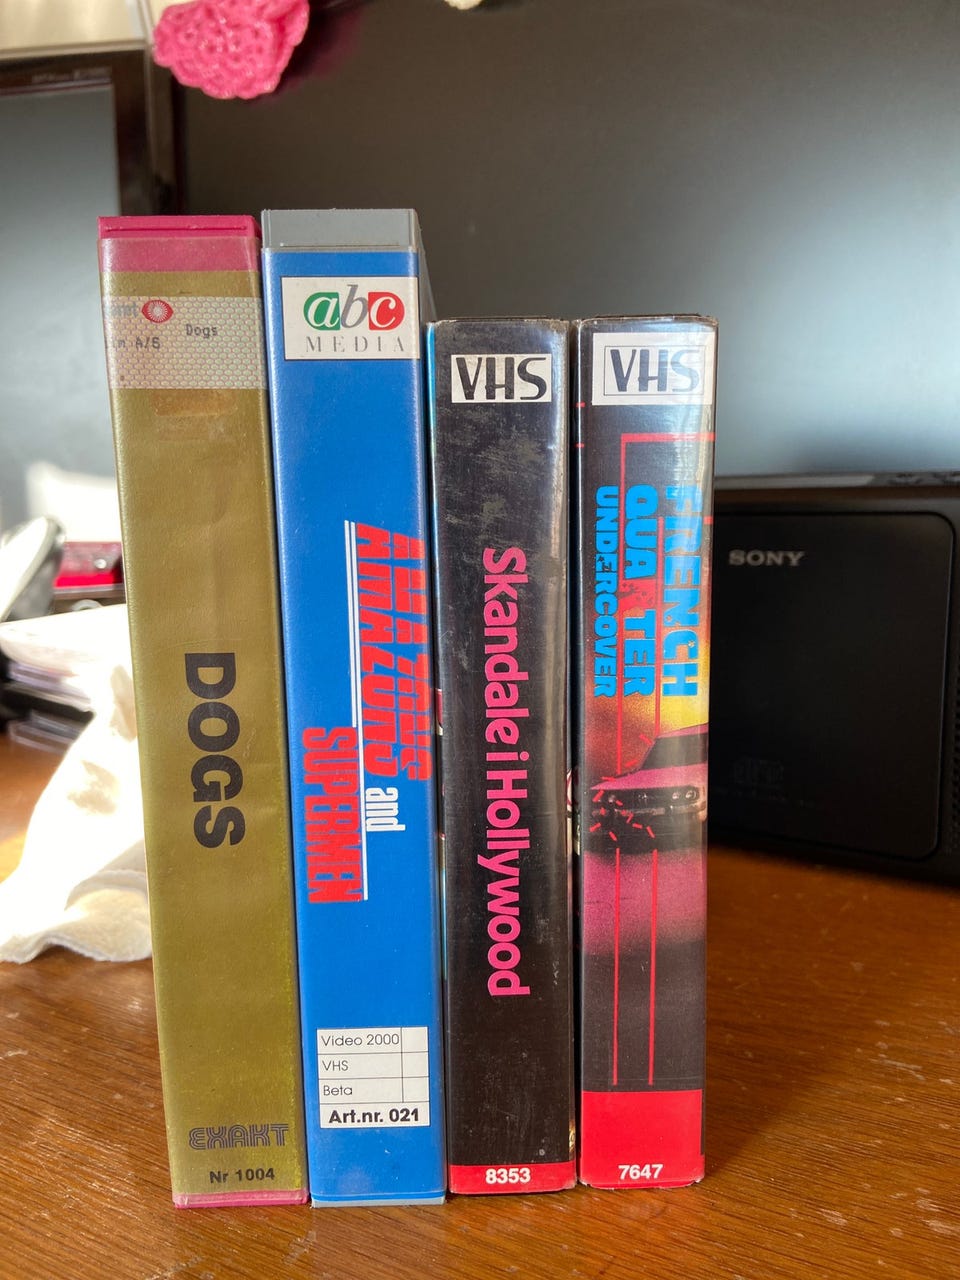 Dogs
A/S
DOGS
EXAKT
Nr 1004
abc
MEDIA
AMAZONS and
SUPERMEN
Video 2000
VHS
Beta
Art.nr. 021
VHS
Skandale i Hollywood
8353
VHS
FRENCH
QUARTER
UNDERCOVER
7647
SONY